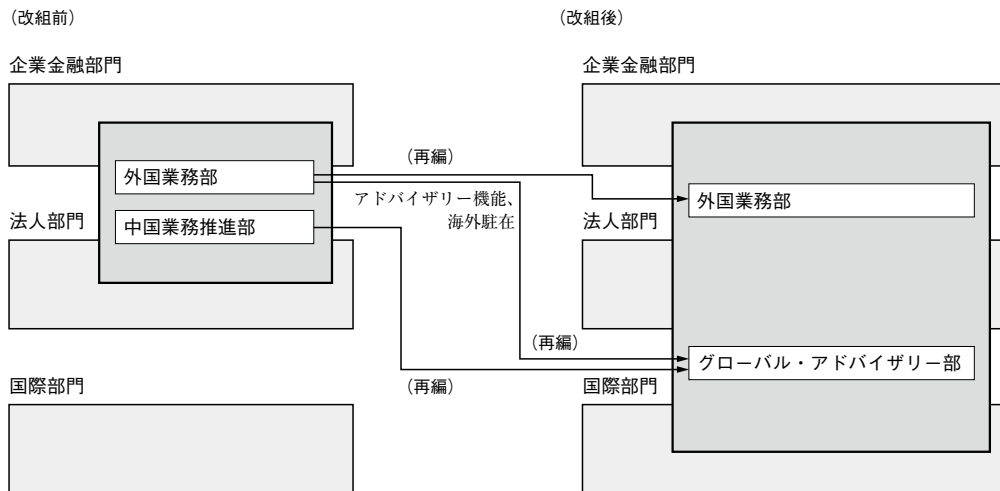 （改組前）
企業金融部門
外国業務部
法人部門
中国業務推進部
国際部門
（再編）
アドバイザリー機能、
海外駐在
（再編）
（再編）
（改組後）
企業金融部門
外国業務部
法人部門
グローバル・アドバイザリー部
国際部門